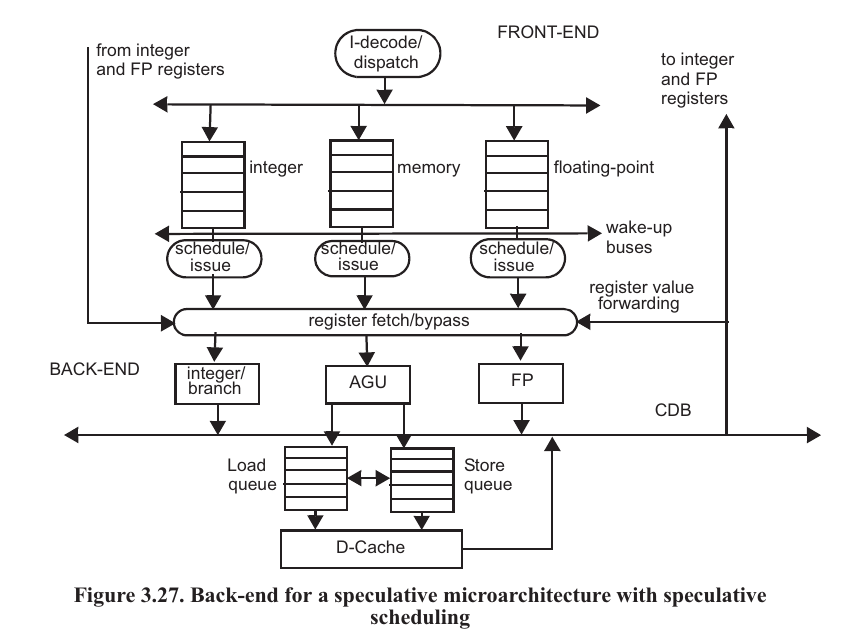 FRONT-END
I-decode/
dispatch
from integer
and FP registers
to integer
and FP
registers
integer
memory
floating-point
wake-up
buses
schedule/
issue
schedule/
issue
schedule/
issue
register value
forwarding
register fetch/bypass
BACK-END
integer/
branch
AGU
FP
CDB
Load
queue
Store
queue
D-Cache
Figure 3.27. Back-end for a speculative microarchitecture with speculative
scheduling